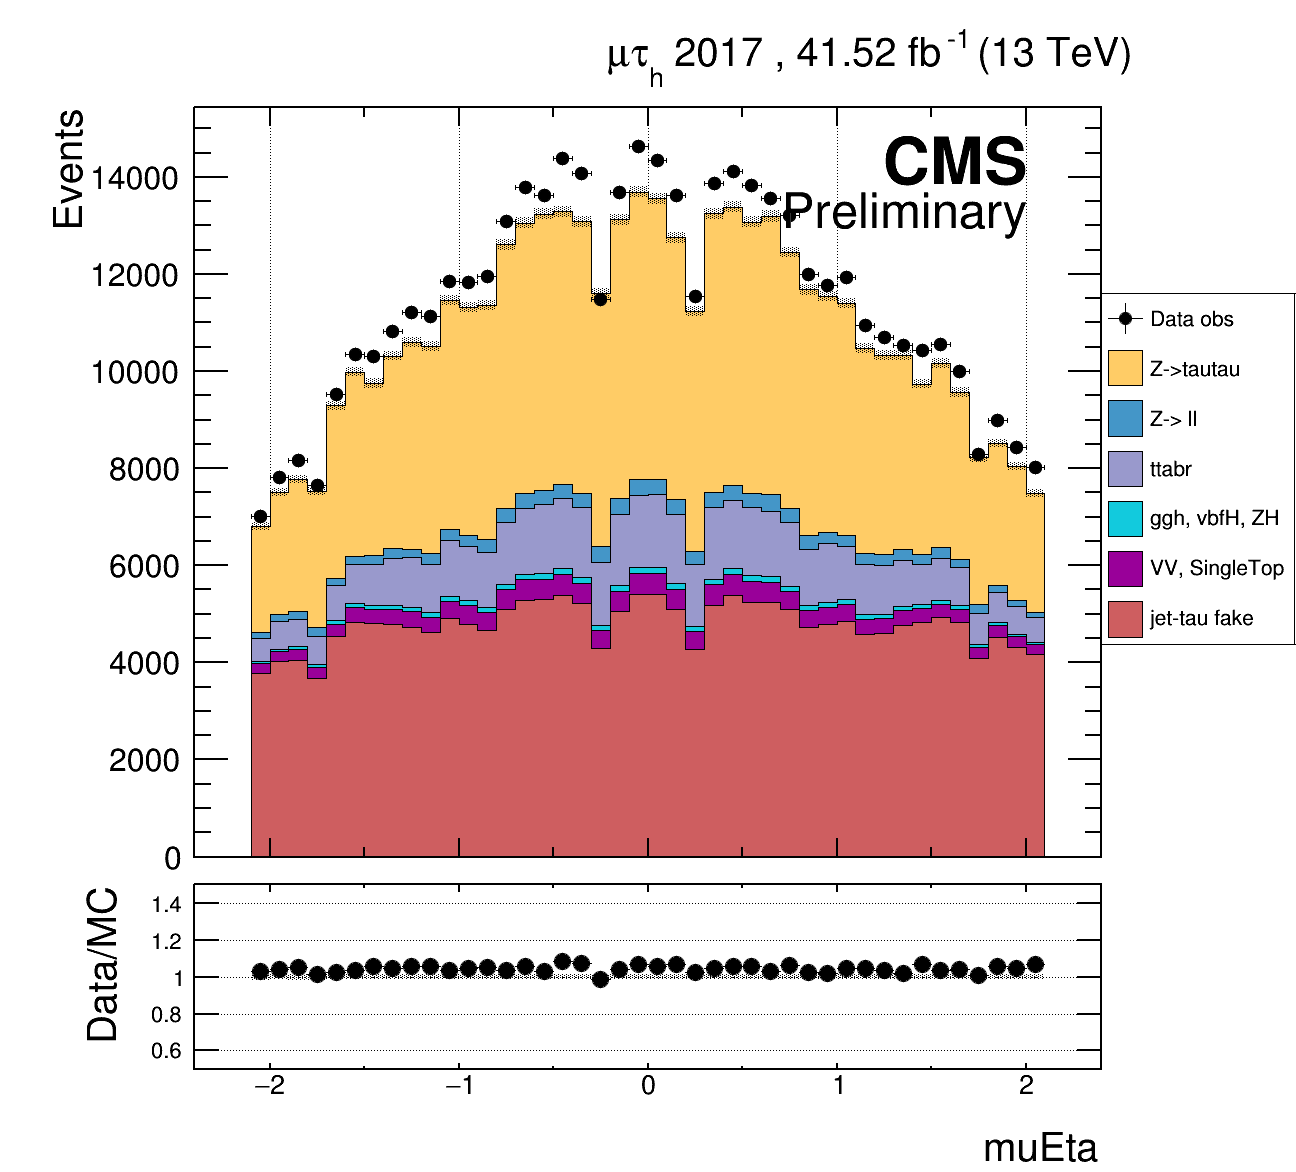 μτh 2017 , 41.52 fb-1 (13 TeV)
Events
CMS
Preliminary
14000
12000
10000
8000
6000
4000
2000
0
Data obs
Z->tautau
Z-> ll
ttabr
ggh, vbfH, ZH
VV, SingleTop
jet-tau fake
Data/MC
1.4
1.2
1
0.8
0.6
−2 −1 0 1 2
muEta